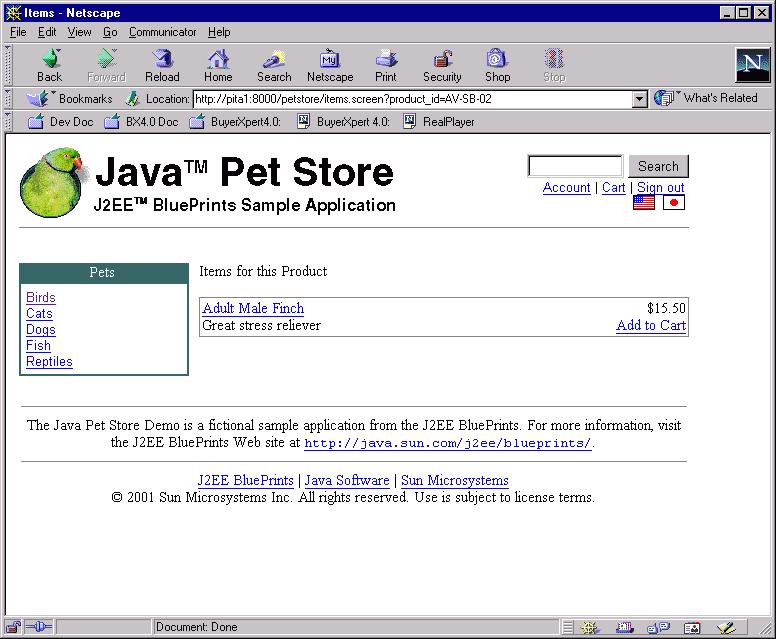 Items - Netscape
File Edit View Go Communicator Help
Back Forward Reload Home Search Netscape Print Security Shop Stop
My
N
Bookmarks Location: http://pita1:8000/petstore/items.screen?product_id=AV-SB-02 What's Related
Dev Doc BX4.0 Doc BuyerXpert4.0: BuyerXpert 4.0: RealPlayer
Java™ Pet Store
J2EE™ BluePrints Sample Application
Search
Account | Cart | Sign out
Pets
Birds
Cats
Dogs
Fish
Reptiles
Items for this Product
Adult Male Finch $15.50
Great stress reliever Add to Cart
The Java Pet Store Demo is a fictional sample application from the J2EE BluePrints. For more information, visit
the J2EE BluePrints Web site at http://java.sun.com/j2ee/blueprints/.
J2EE BluePrints | Java Software | Sun Microsystems
© 2001 Sun Microsystems Inc. All rights reserved. Use is subject to license terms.
Document: Done